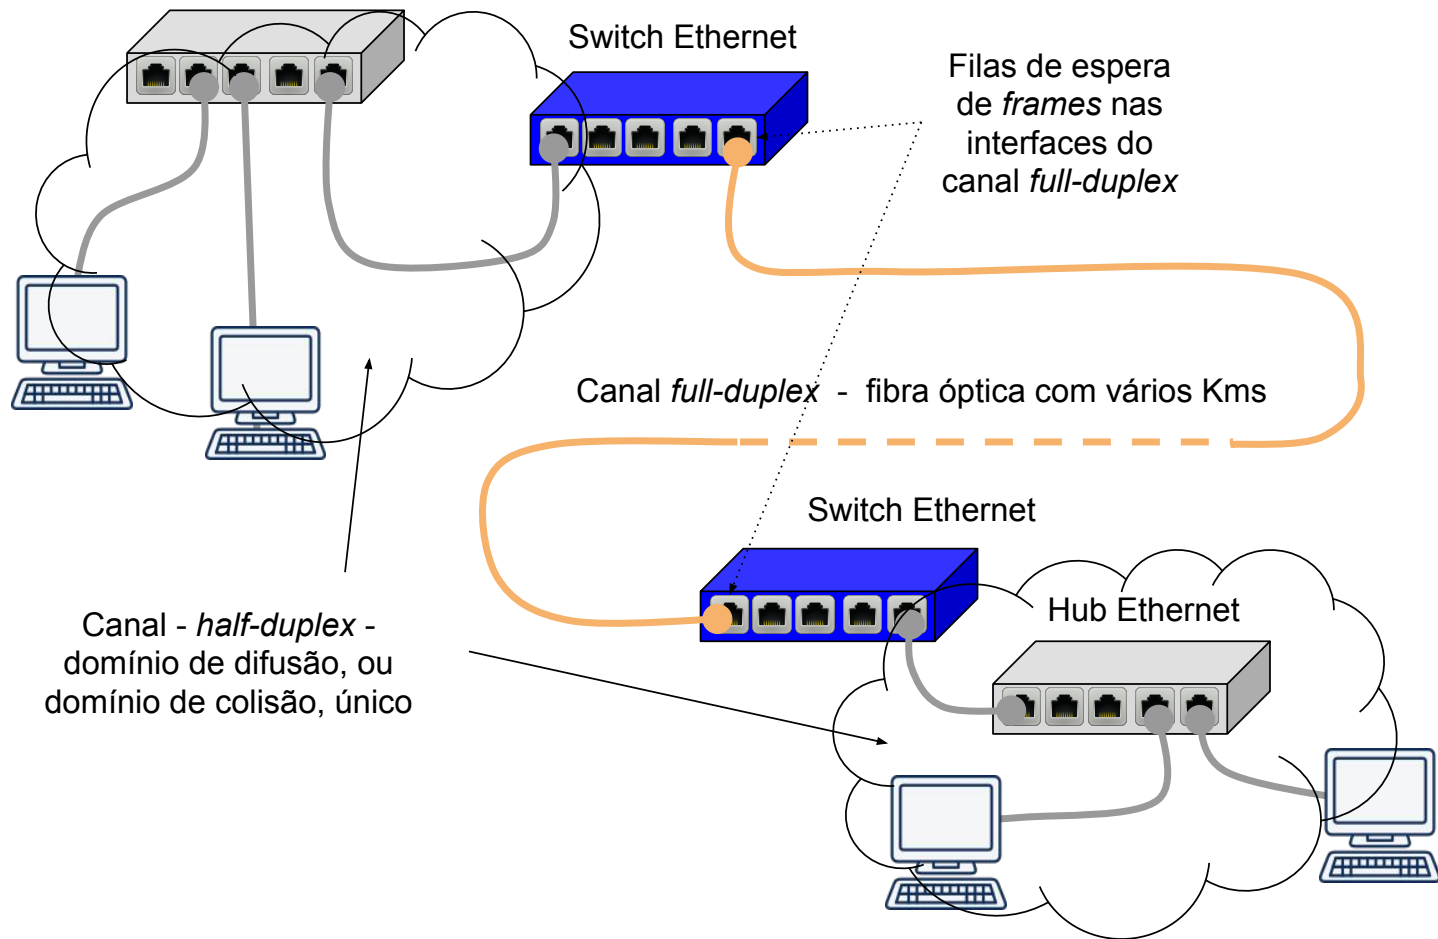 Switch Ethernet
Filas de espera
de frames nas
interfaces do
canal full-duplex
Canal full-duplex - fibra óptica com vários Kms
Switch Ethernet
Hub Ethernet
Canal - half-duplex -
domínio de difusão, ou
domínio de colisão, único